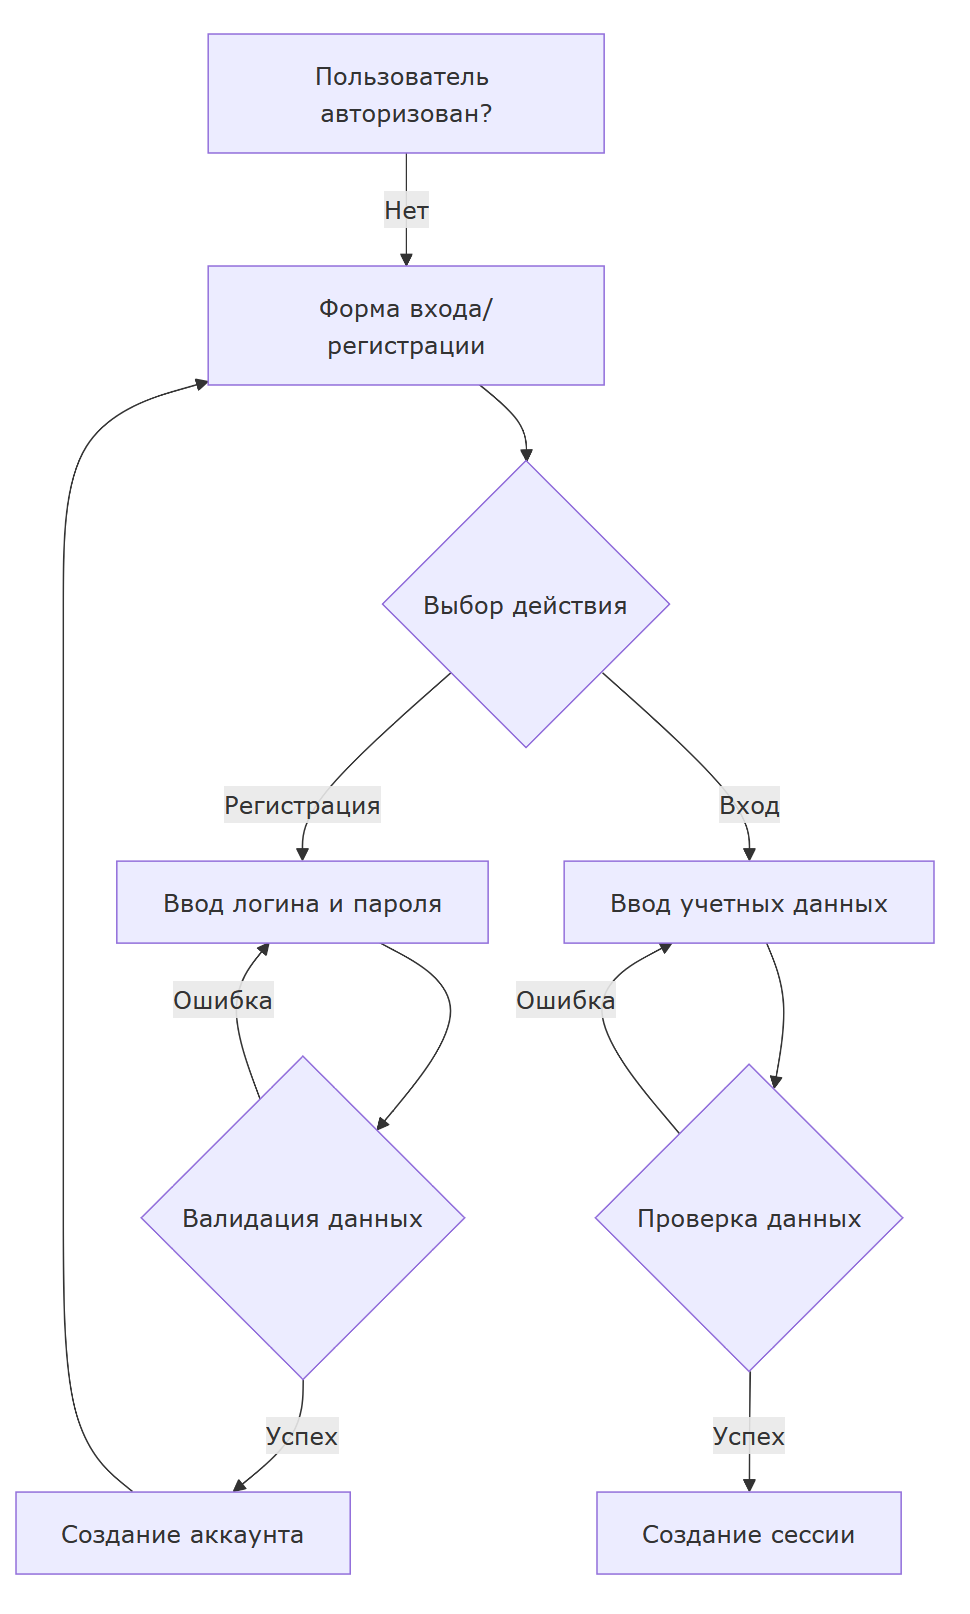 Пользователь
авторизован?
Нет
Форма входа/
регистрации
Выбор действия
Регистрация
Вход
Ввод логина и пароля
Ввод учетных данных
Ошибка
Ошибка
Валидация данных
Проверка данных
Успех
Успех
Создание аккаунта
Создание сессии